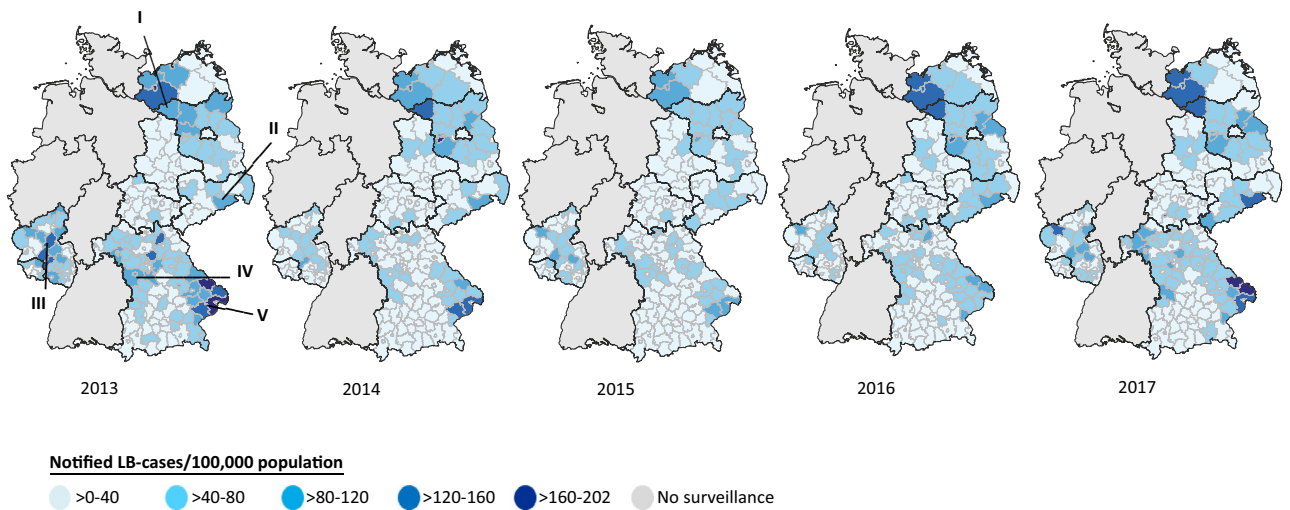 I
II
III
IV
V
2013 2014 2015 2016 2017
Notified LB-cases/100,000 population
>0-40 >40-80 >80-120 >120-160 >160-202 No surveillance